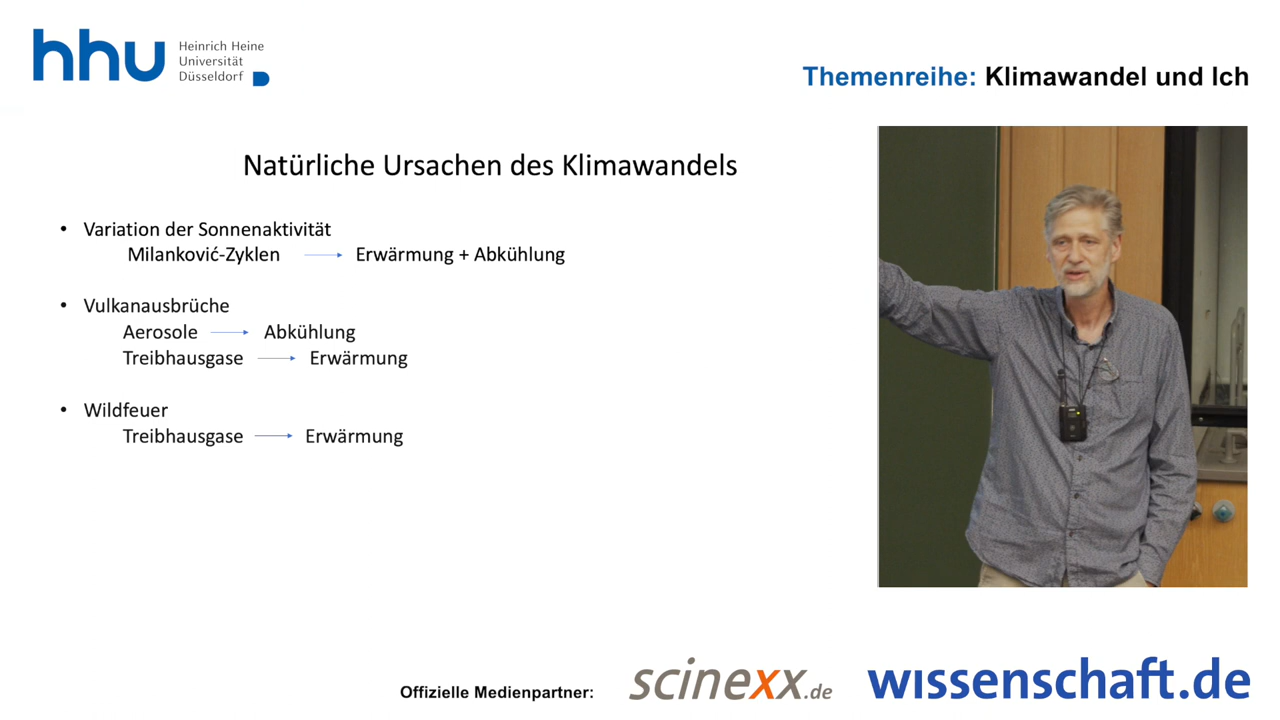 hhu Heinrich Heine
Universität
Düsseldorf
Themenreihe: Klimawandel und Ich
Natürliche Ursachen des Klimawandels
• Variation der Sonnenaktivität
Milanković-Zyklen → Erwärmung + Abkühlung
• Vulkanausbrüche
Aerosole → Abkühlung
Treibhausgase → Erwärmung
• Wildfeuer
Treibhausgase → Erwärmung
Offizielle Medienpartner: scinexx.de wissenschaft.de